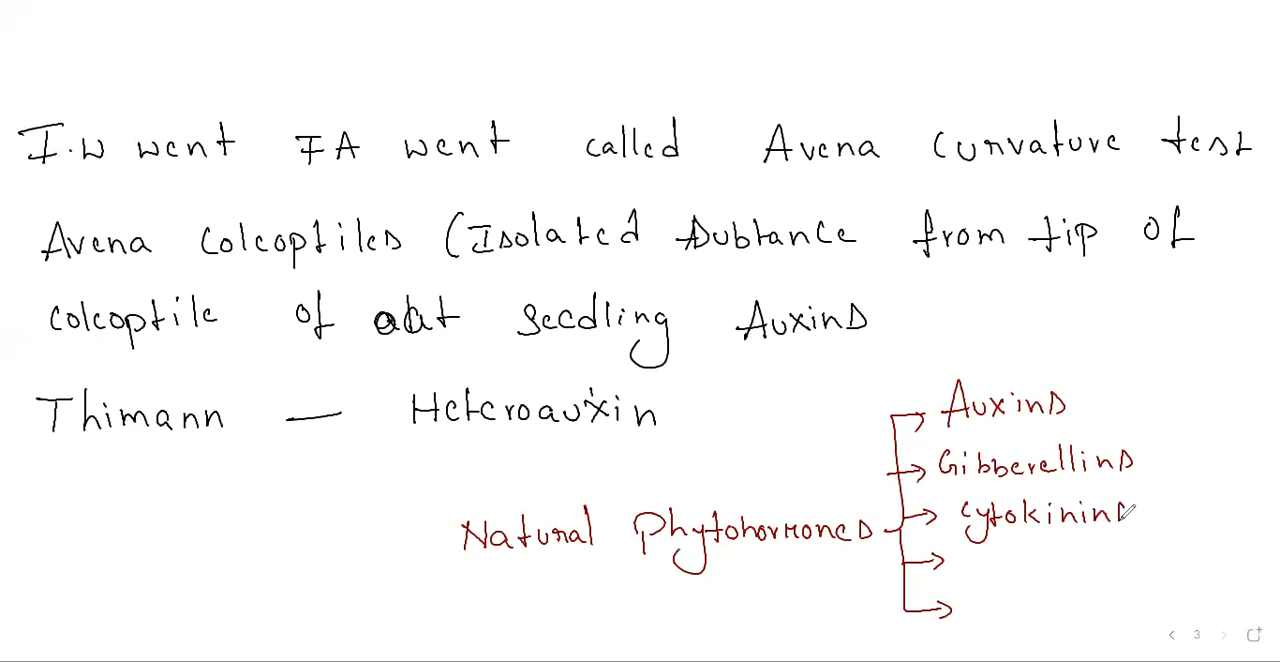 I.W went FA went called Avena Curvature test
Avena Coleoptiles (Isolated Subtance from tip of
coleoptile of oat seedling Auxins
Thimann — Heteroauxin
Auxins
Gibberellins
Natural Phytohormones
Cytokinins
3